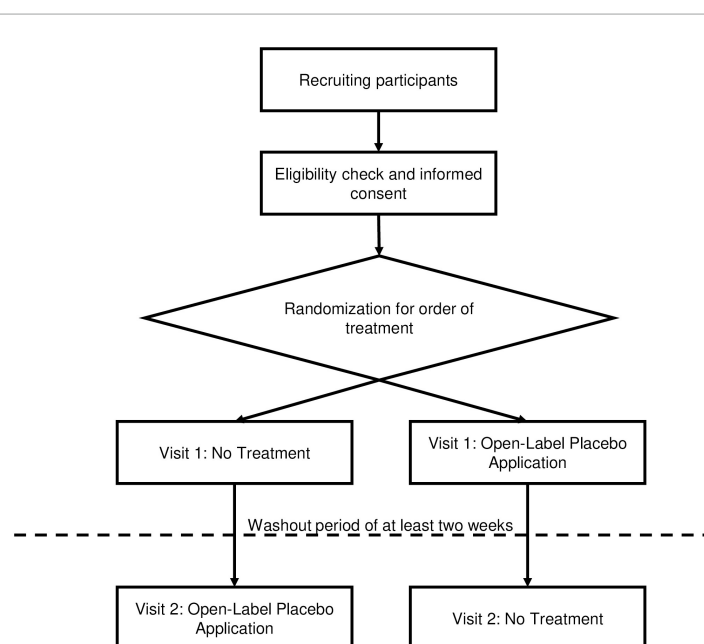 Recruiting participants
Eligibility check and informed
consent
Randomization for order of
treatment
Visit 1: No Treatment
Visit 1: Open-Label Placebo
Application
Washout period of at least two weeks
Visit 2: Open-Label Placebo
Application
Visit 2: No Treatment